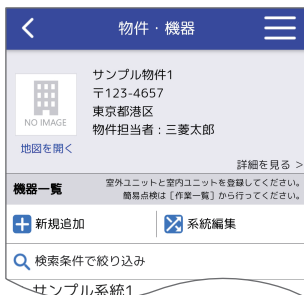 物件・機器
サンプル物件1
〒123-4657
東京都港区
物件担当者：三菱太郎
NO IMAGE
地図を開く
詳細を見る >
機器一覧
室外ユニットと室内ユニットを登録してください。
簡易点検は［作業一覧］から行ってください。
新規追加
系統編集
検索条件で絞り込み
サンプル系統1